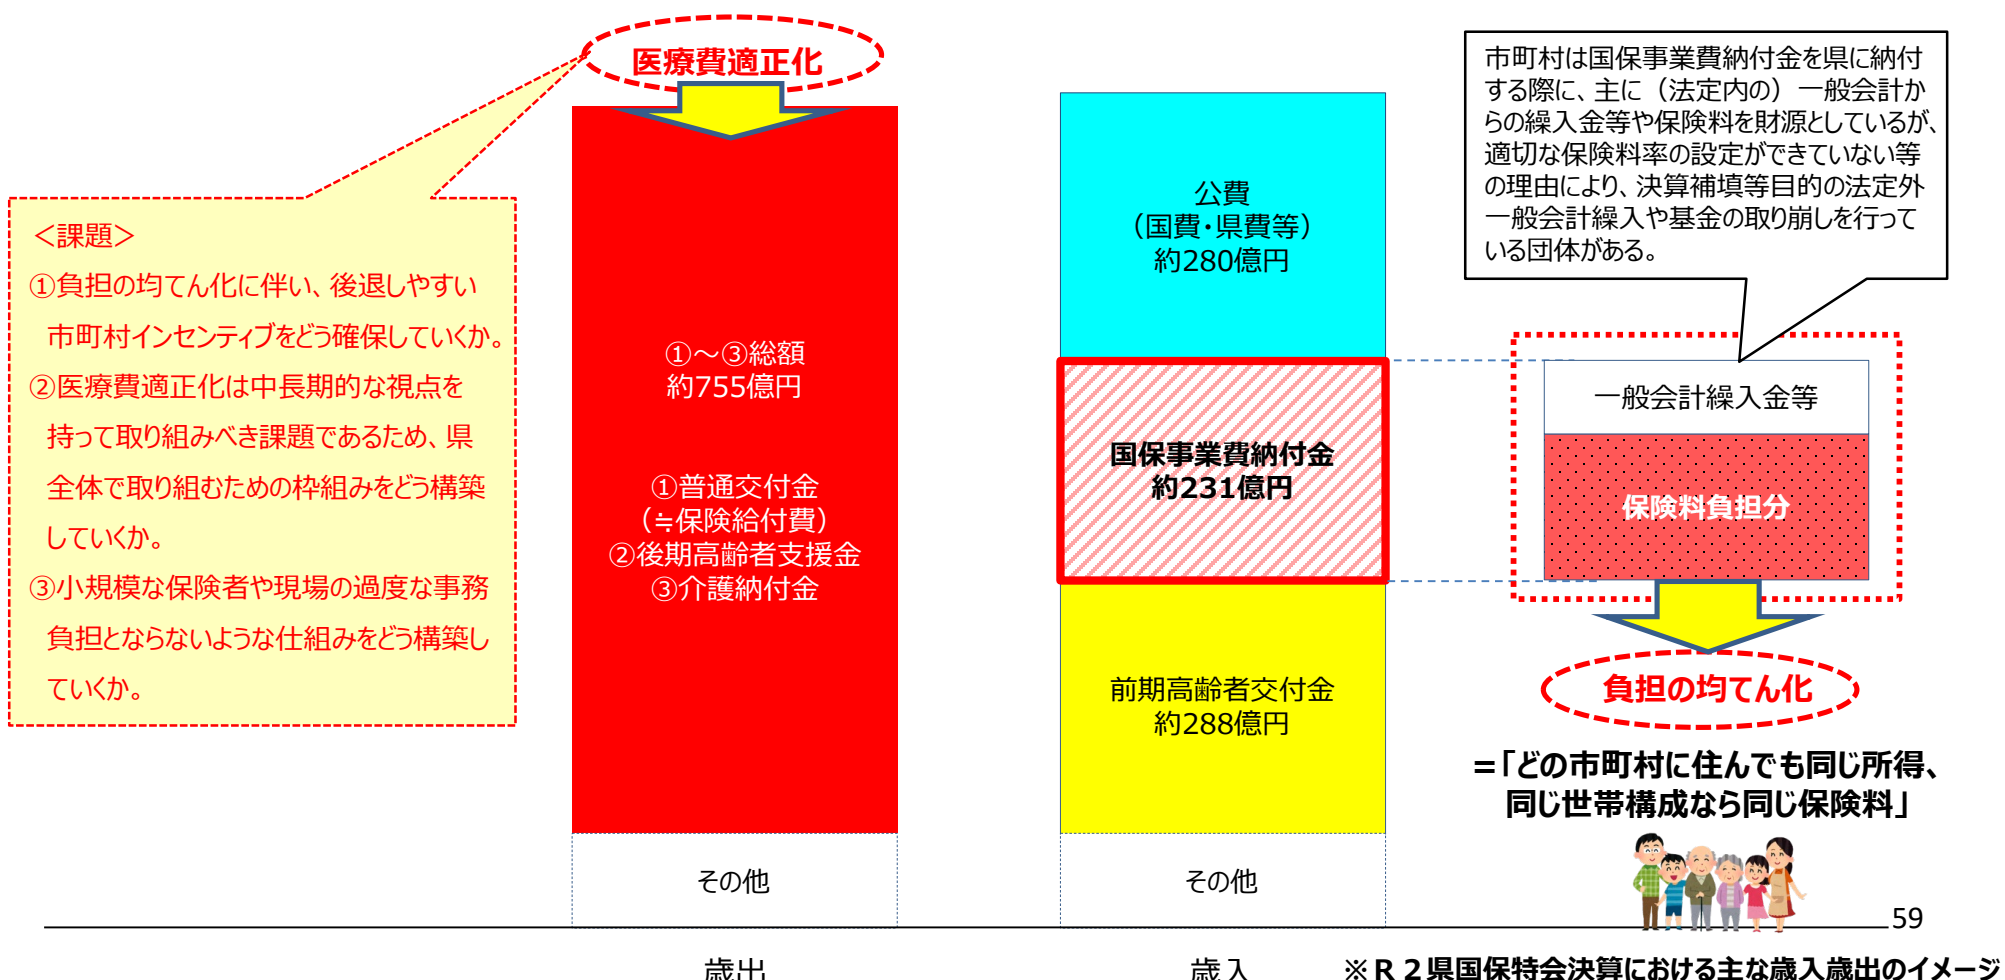 医療費適正化
＜課題＞
①負担の均てん化に伴い、後退しやすい
市町村インセンティブをどう確保していくか。
②医療費適正化は中長期的な視点を
持って取り組みべき課題であるため、県
全体で取り組むための枠組みをどう構築
していくか。
③小規模な保険者や現場の過度な事務
負担とならないような仕組みをどう構築し
ていくか。
①～③総額
約755億円
①普通交付金
（≒保険給付費）
②後期高齢者支援金
③介護納付金
その他
歳出
公費
（国費・県費等）
約280億円
国保事業費納付金
約231億円
前期高齢者交付金
約288億円
その他
歳入
市町村は国保事業費納付金を県に納付
する際に、主に（法定内の）一般会計か
らの繰入金等や保険料を財源としているが、
適切な保険料率の設定ができていない等
の理由により、決算補填等目的の法定外
一般会計繰入や基金の取り崩しを行って
いる団体がある。
一般会計繰入金等
保険料負担分
負担の均てん化
=「どの市町村に住んでも同じ所得、
同じ世帯構成なら同じ保険料」
59
※Ｒ２県国保特会決算における主な歳入歳出のイメージ